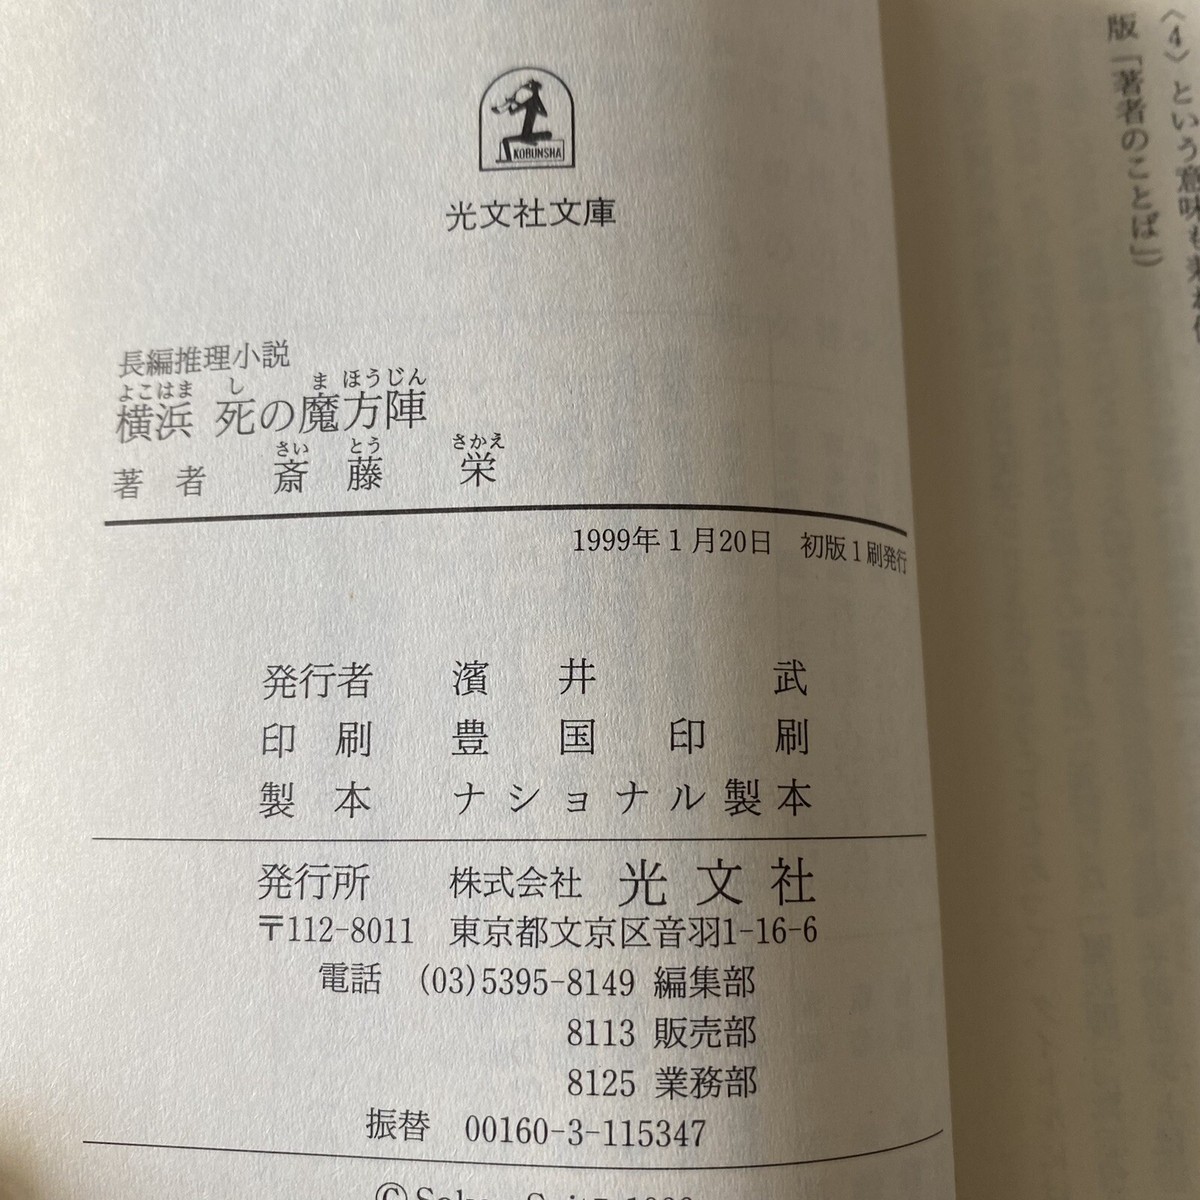 KOBUNSHA
光文社文庫
長編推理小説
よこはま し ま ほうじん
横浜 死の魔方陣
さい とう さかえ
著者 斎藤 栄
1999年1月20日 初版1刷発行
発行者 濱井 武
印刷 豊国印刷
製本 ナショナル製本
発行所 株式会社 光文社
〒112-8011 東京都文京区音羽1-16-6
電話 (03)5395-8149 編集部
8113 販売部
8125 業務部
振替 00160-3-115347
〈4〉という意味も
版「著者のことば」)